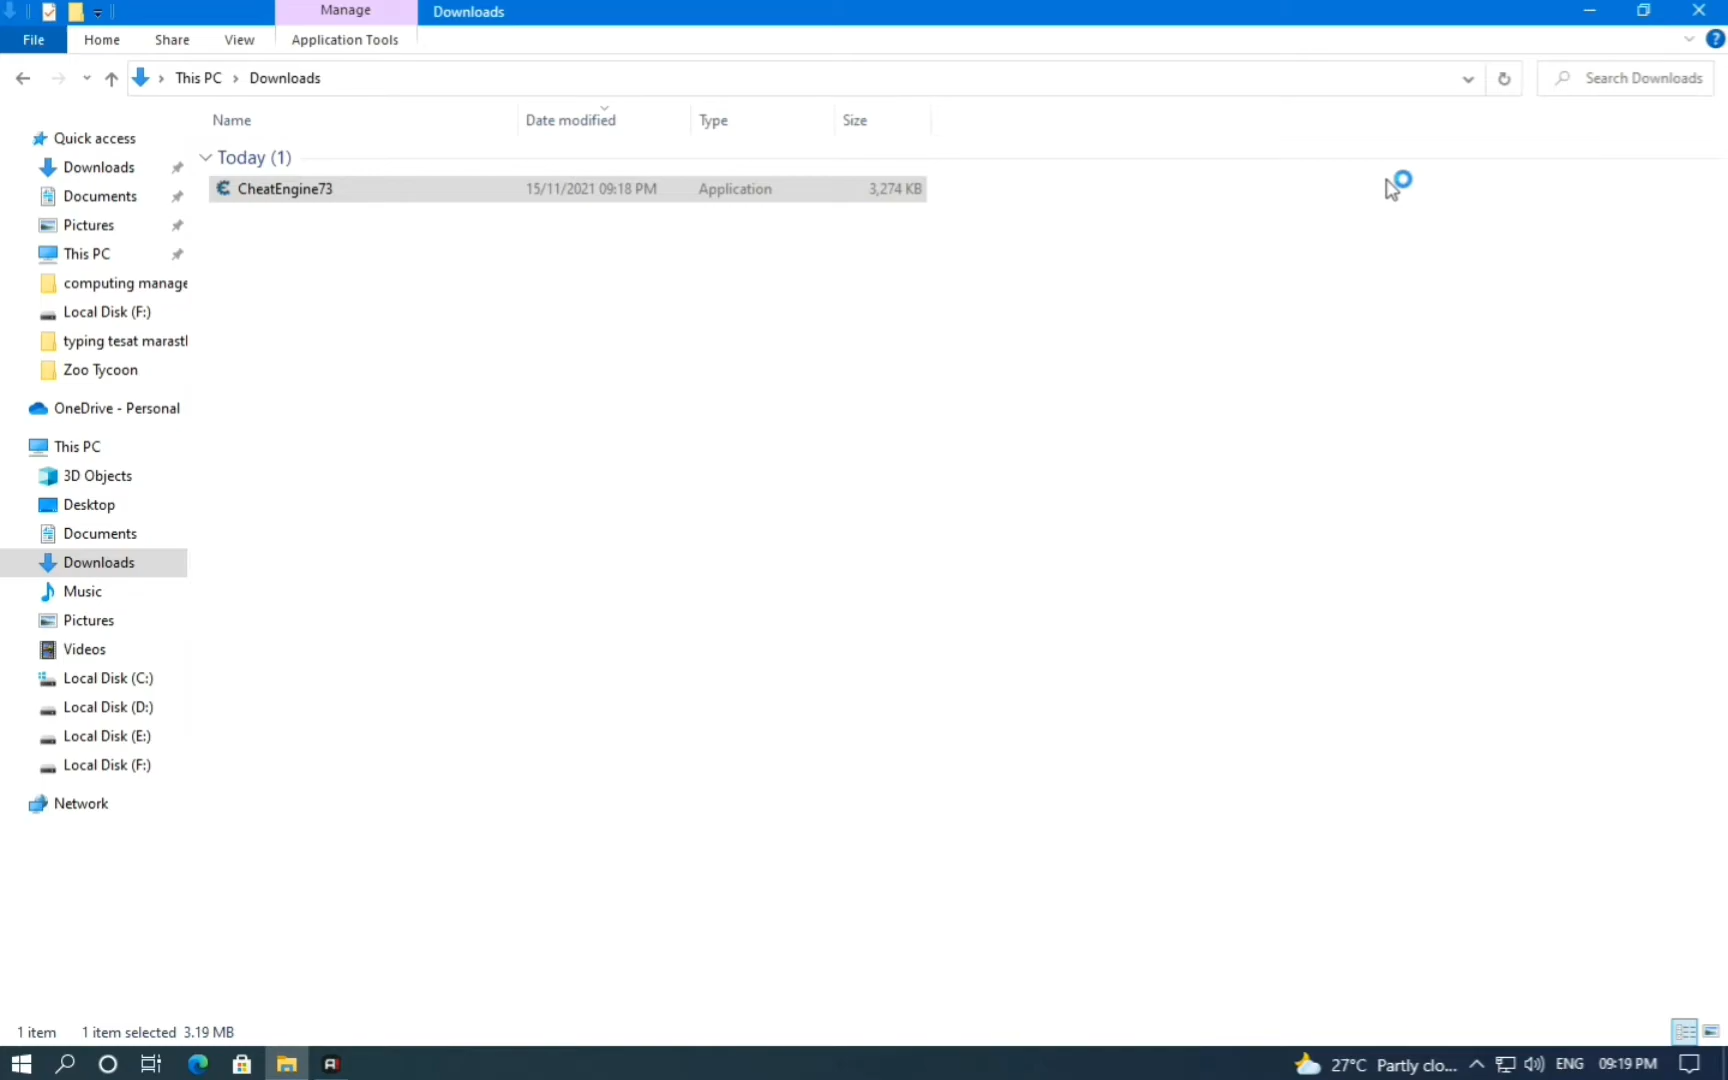 Manage
Downloads
File
Home
Share
View
Application Tools
?
This PC
Downloads
Search Downloads
Name
Date modified
Type
Size
Quick access
Downloads
Documents
Pictures
This PC
computing manage
Local Disk (F:)
typing tesat marastl
Zoo Tycoon
OneDrive - Personal
This PC
3D Objects
Desktop
Documents
Downloads
Music
Pictures
Videos
Local Disk (C:)
Local Disk (D:)
Local Disk (E:)
Local Disk (F:)
Network
Today (1)
CheatEngine73
15/11/2021 09:18 PM
Application
3,274 KB
1 item
1 item selected 3.19 MB
27°C Partly clo...
ENG
09:19 PM